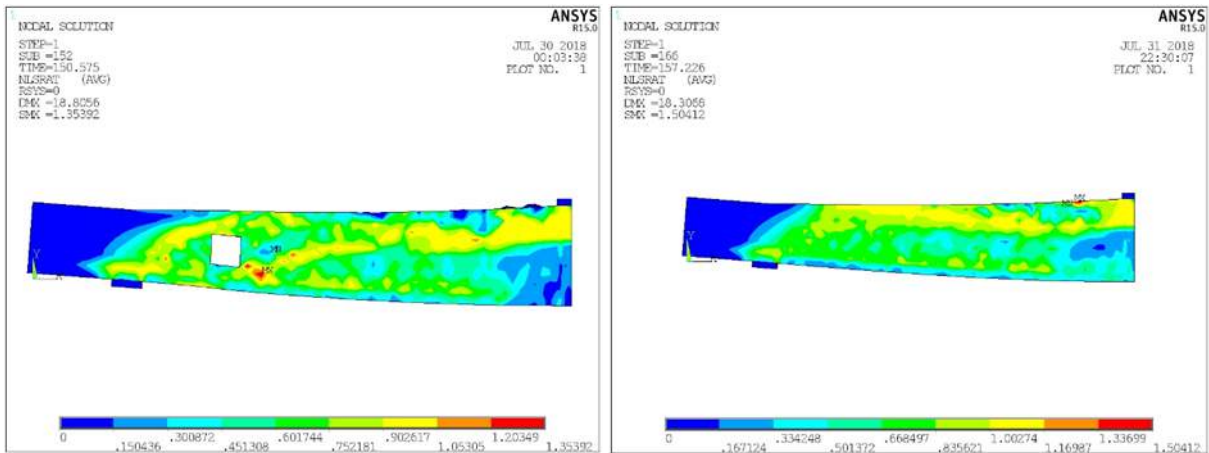 1
ANSYS
R15.0
NODAL SOLUTION
STEP=1
SUB =152
TIME=150.575
NLSRAT (AVG)
RSYS=0
DMX =18.8056
SMX =1.35392
JUL 30 2018
00:03:38
PLOT NO. 1
MN
MX
Y
X
0 .300872 .601744 .902617 1.20349
.150436 .451308 .752181 1.05305 1.35392
1
ANSYS
R15.0
NODAL SOLUTION
STEP=1
SUB =166
TIME=157.226
NLSRAT (AVG)
RSYS=0
DMX =18.3068
SMX =1.50412
JUL 31 2018
22:30:07
PLOT NO. 1
MX
MN
Y
0 .334248 .668497 1.00274 1.33699
.167124 .501372 .835621 1.16987 1.50412